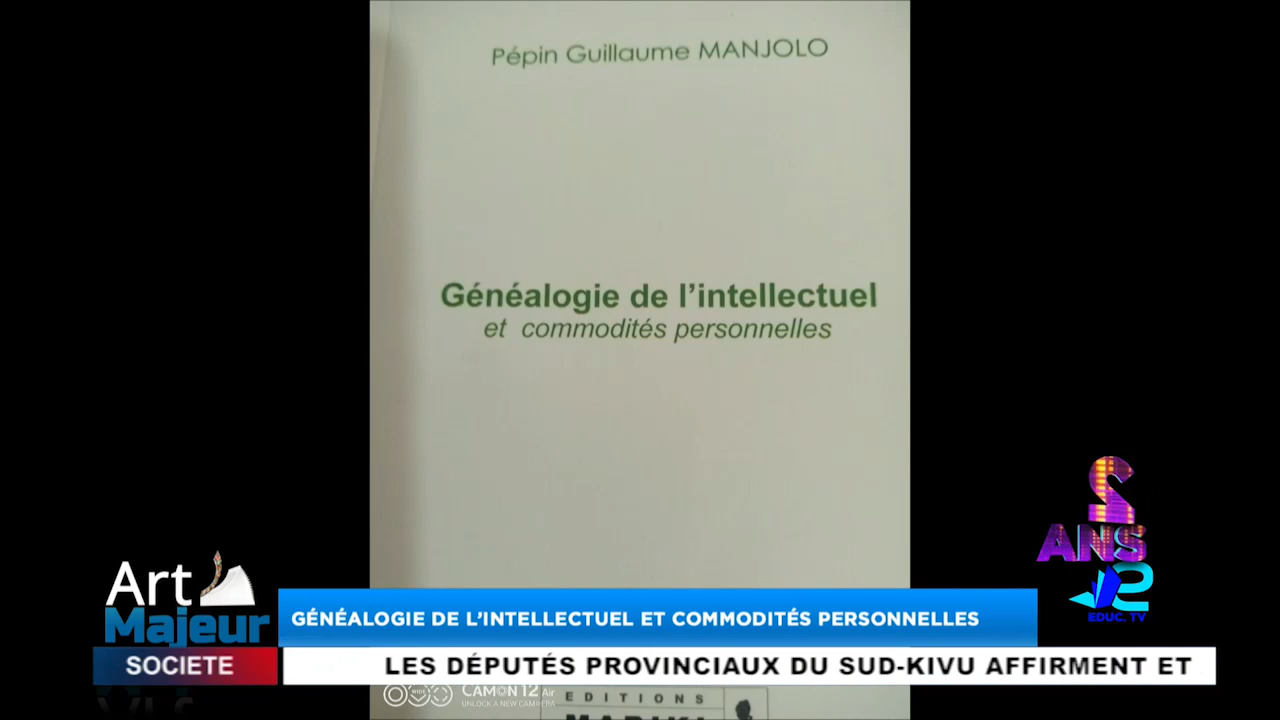 Pépin Guillaume MANJOLO
Généalogie de l'intellectuel
et commodités personnelles
2
ANS
EDUC. TV
Art
Majeur
GÉNÉALOGIE DE L'INTELLECTUEL ET COMMODITÉS PERSONNELLES
SOCIETE
LES DÉPUTÉS PROVINCIAUX DU SUD-KIVU AFFIRMENT ET
CAMON 12 Air
UNLOCK A NEW CAMERA
EDITIONS